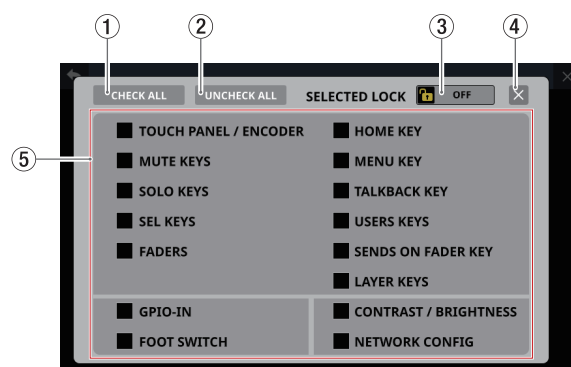 ① ② ③ ④
CHECK ALL UNCHECK ALL SELECTED LOCK OFF
⑤
TOUCH PANEL / ENCODER HOME KEY
MUTE KEYS MENU KEY
SOLO KEYS TALKBACK KEY
SEL KEYS USERS KEYS
FADERS SENDS ON FADER KEY
LAYER KEYS
GPIO-IN CONTRAST / BRIGHTNESS
FOOT SWITCH NETWORK CONFIG